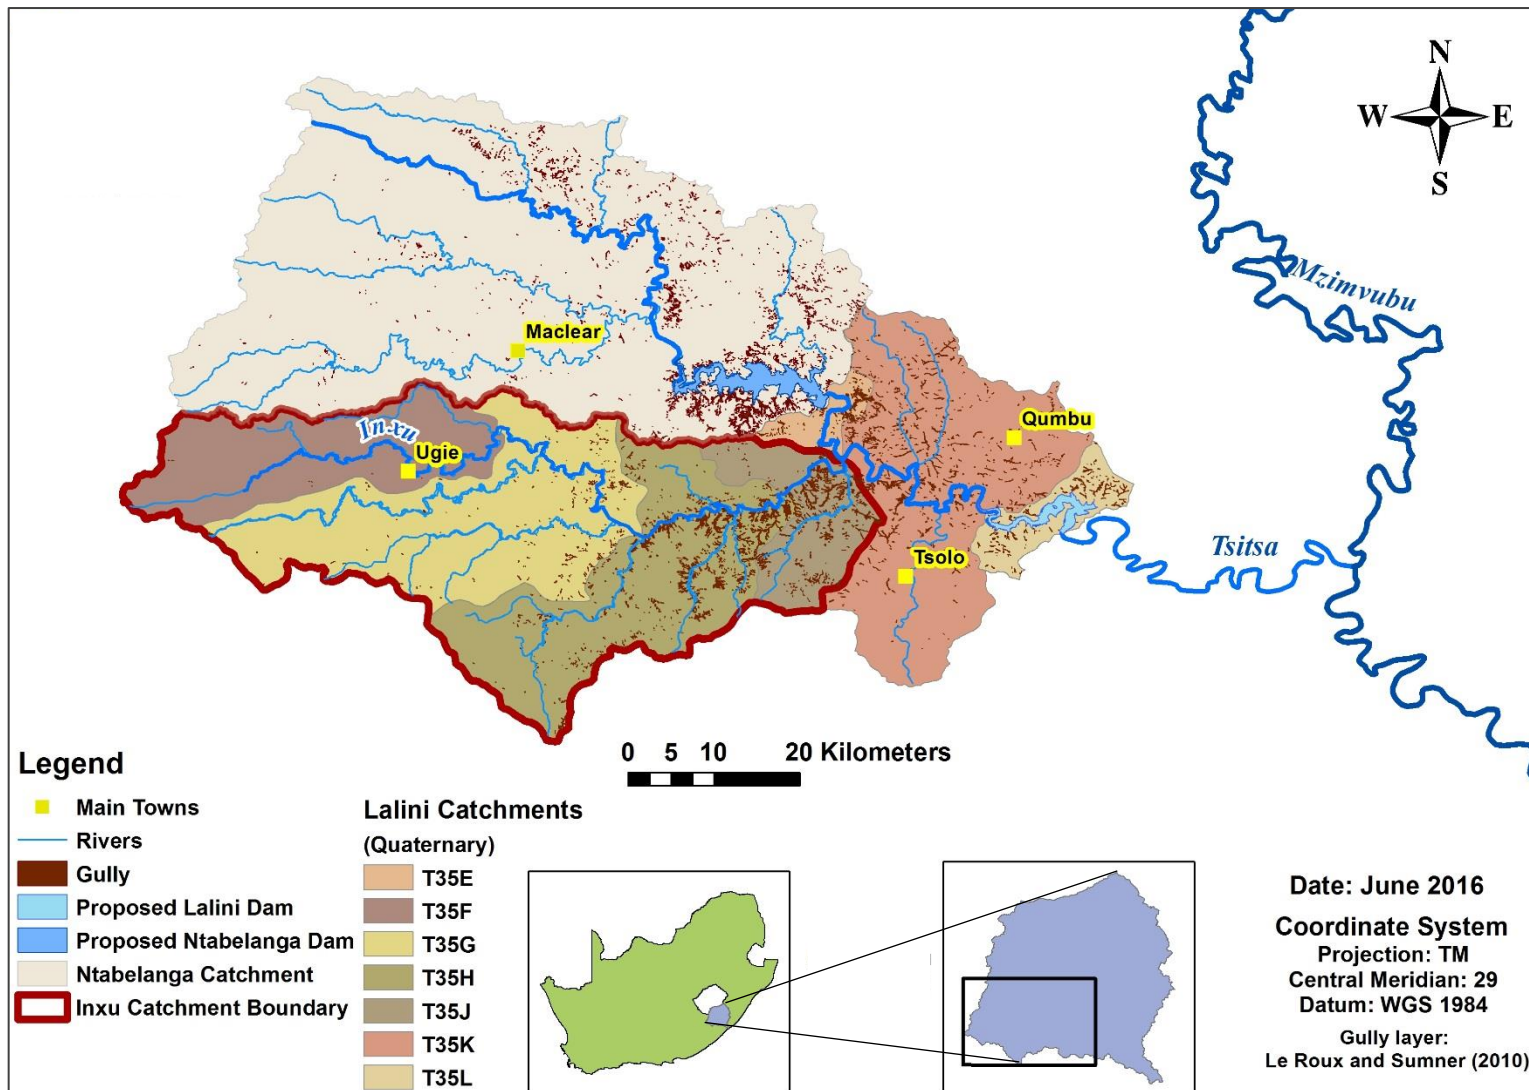 N
W E
S
Mzimvubu
Maclear
Qumbu
Inxu
Ugie
Tsitsa
Tsolo
0 5 10 20 Kilometers
Legend
Main Towns
Rivers
Gully
Proposed Lalini Dam
Proposed Ntabelanga Dam
Ntabelanga Catchment
Inxu Catchment Boundary
Lalini Catchments
(Quaternary)
T35E
T35F
T35G
T35H
T35J
T35K
T35L
Date: June 2016
Coordinate System
Projection: TM
Central Meridian: 29
Datum: WGS 1984
Gully layer:
Le Roux and Sumner (2010)